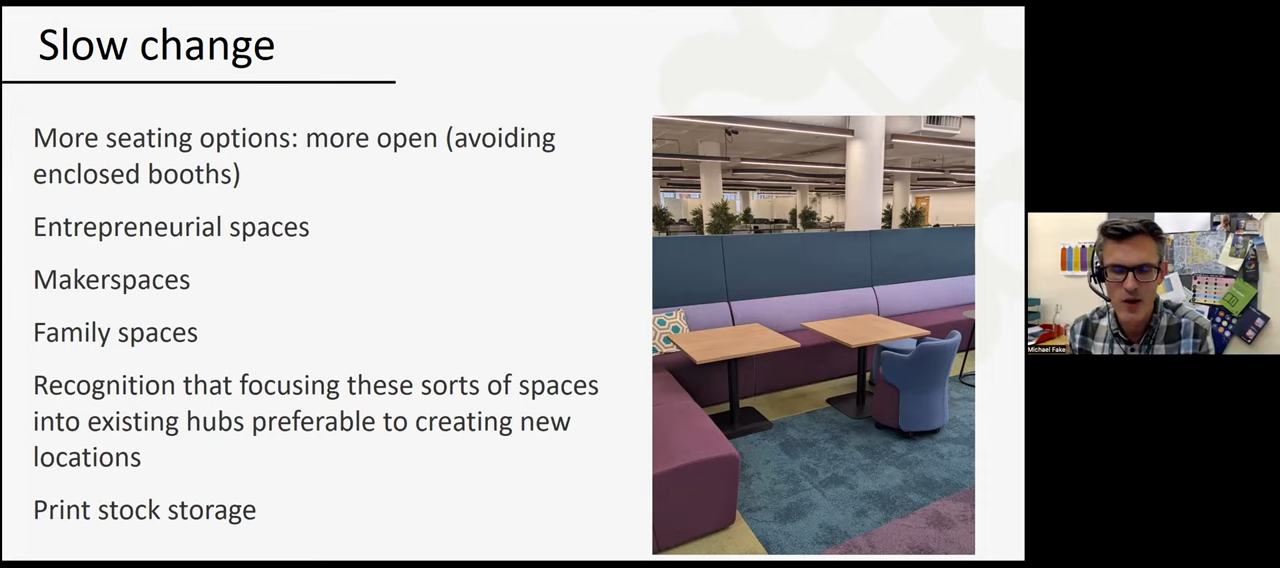 Slow change
More seating options: more open (avoiding
enclosed booths)
Entrepreneurial spaces
Makerspaces
Family spaces
Recognition that focusing these sorts of spaces
into existing hubs preferable to creating new
locations
Print stock storage
Michael Fake